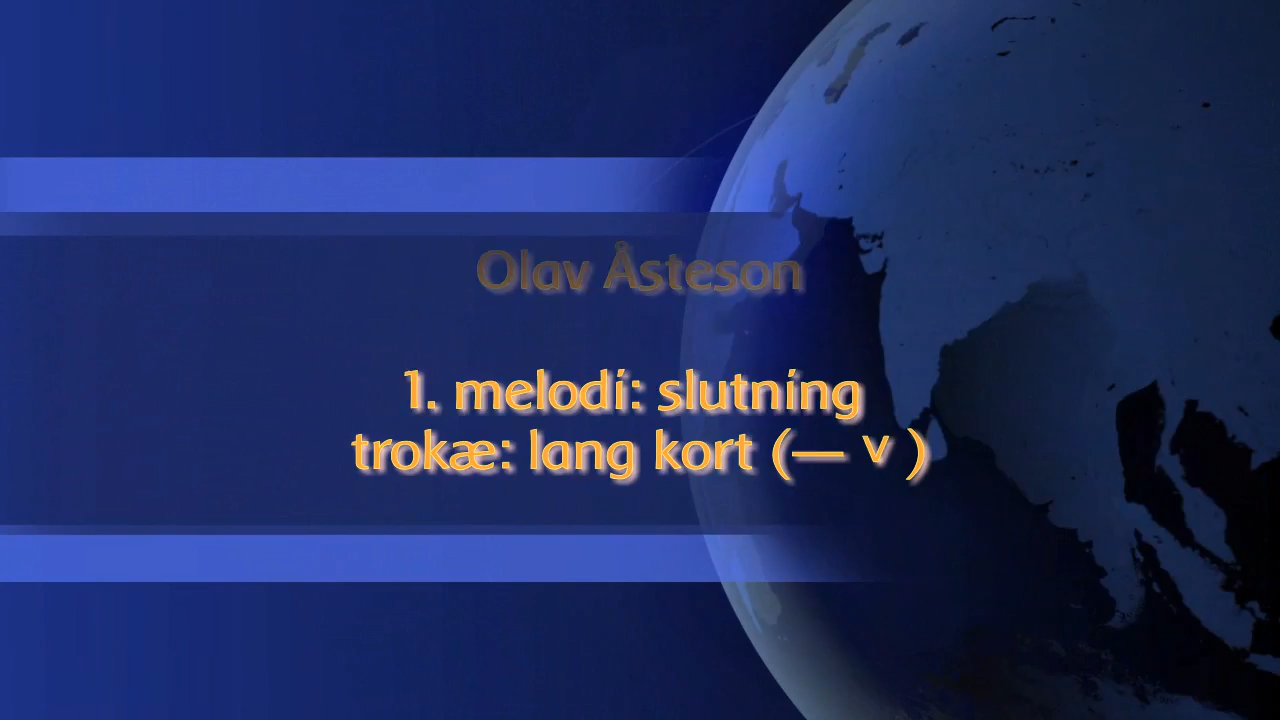 Olav Åsteson
1. melodi: slutning
trokæ: lang kort (— v )